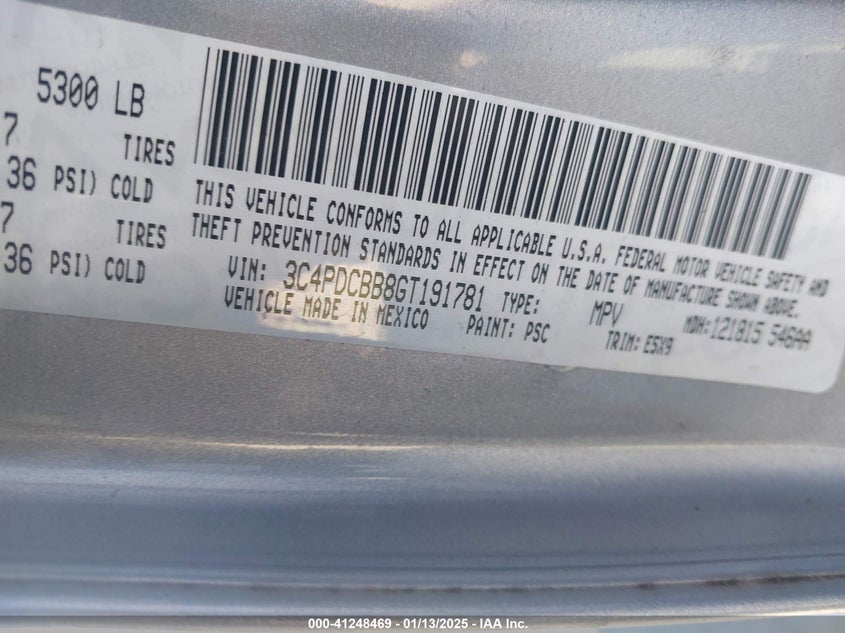 5300 LB
7 TIRES
36 PSI) COLD
7 TIRES
36 PSI) COLD
THIS VEHICLE CONFORMS TO ALL APPLICABLE U.S.A. FEDERAL MOTOR VEHICLE SAFETY AND
THEFT PREVENTION STANDARDS IN EFFECT ON THE DATE OF MANUFACTURE SHOWN ABOVE.
VIN: 3C4PDCBB8GT191781 TYPE: MPV MDH:121815 546AA
VEHICLE MADE IN MEXICO PAINT: PSC TRIM: E5X9
000-41248469 - 01/13/2025 - IAA Inc.